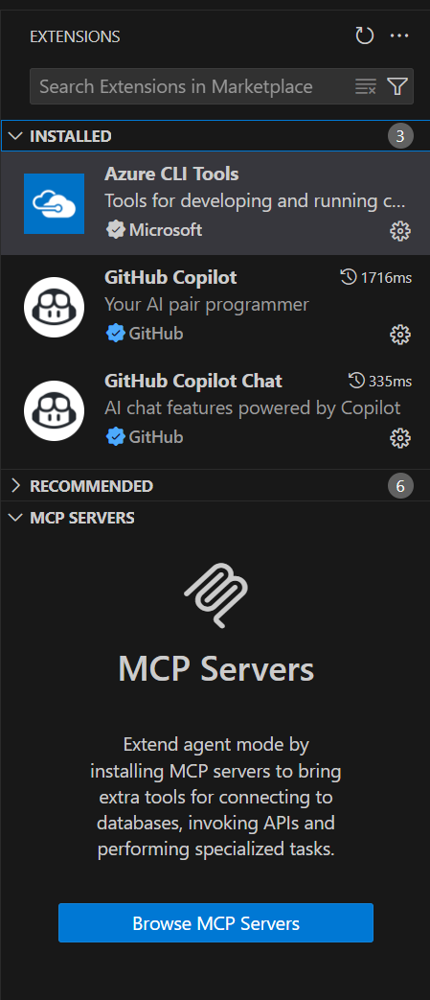 EXTENSIONS
Search Extensions in Marketplace
INSTALLED 3
Azure CLI Tools
Tools for developing and running c...
Microsoft
GitHub Copilot 1716ms
Your AI pair programmer
GitHub
GitHub Copilot Chat 335ms
AI chat features powered by Copilot
GitHub
RECOMMENDED 6
MCP SERVERS
MCP Servers
Extend agent mode by
installing MCP servers to bring
extra tools for connecting to
databases, invoking APIs and
performing specialized tasks.
Browse MCP Servers